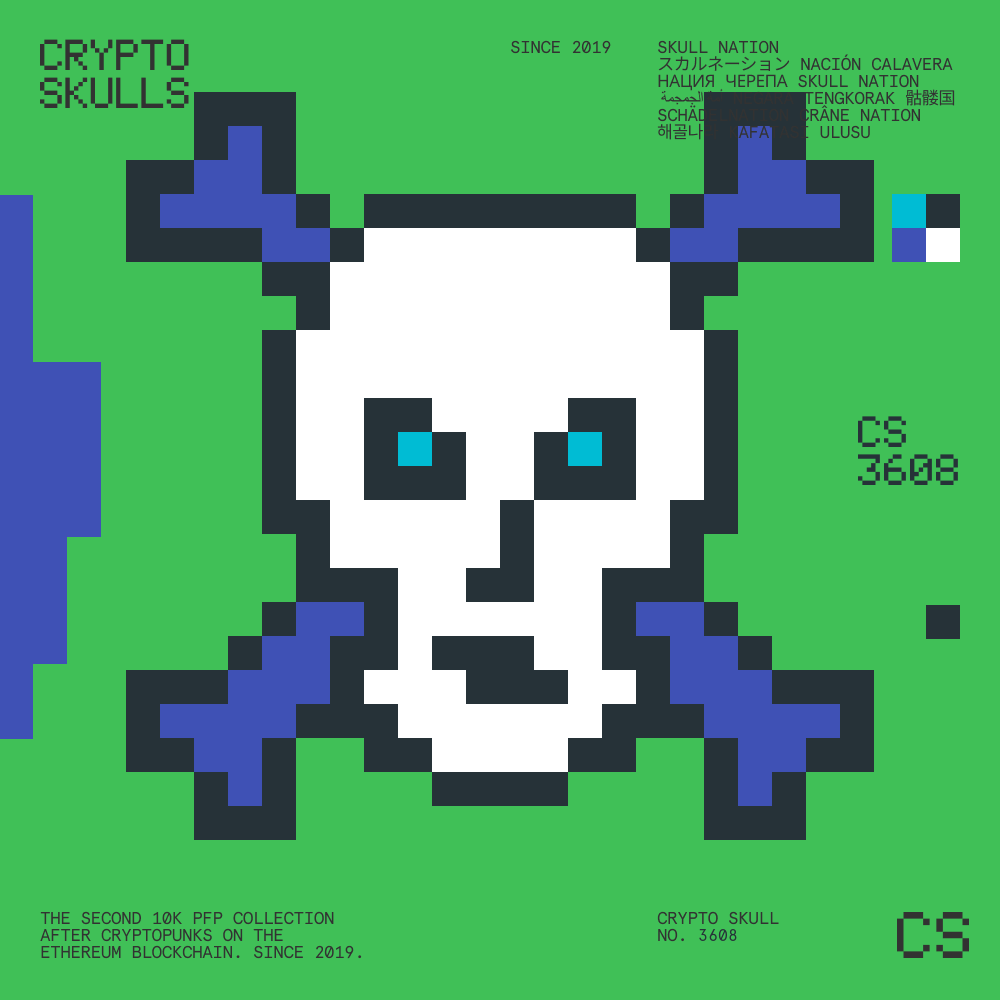 CRYPTO
SKULLS
SINCE 2019
SKULL NATION
スカルネーション NACIÓN CALAVERA
НАЦИЯ ЧЕРЕПА SKULL NATION
TENGKORAK 骷髅国
CRÂNE NATION
ULUSU
CS
3608
THE SECOND 10K PFP COLLECTION
AFTER CRYPTOPUNKS ON THE
ETHEREUM BLOCKCHAIN. SINCE 2019.
CRYPTO SKULL
NO. 3608
CS